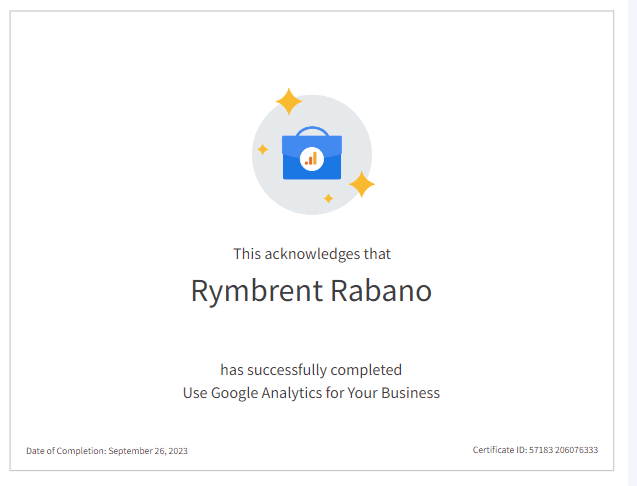 This acknowledges that
Rymbrent Rabano
has successfully completed
Use Google Analytics for Your Business
Date of Completion: September 26, 2023
Certificate ID: 57183 206076333